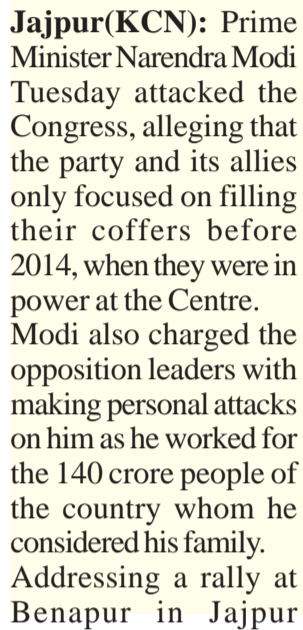 Jajpur(KCN): Prime
Minister Narendra Modi
Tuesday attacked the
Congress, alleging that
the party and its allies
only focused on filling
their coffers before
2014, when they were in
power at the Centre.
Modi also charged the
opposition leaders with
making personal attacks
on him as he worked for
the 140 crore people of
the country whom he
considered his family.
Addressing a rally at
Benapur in Jajpur